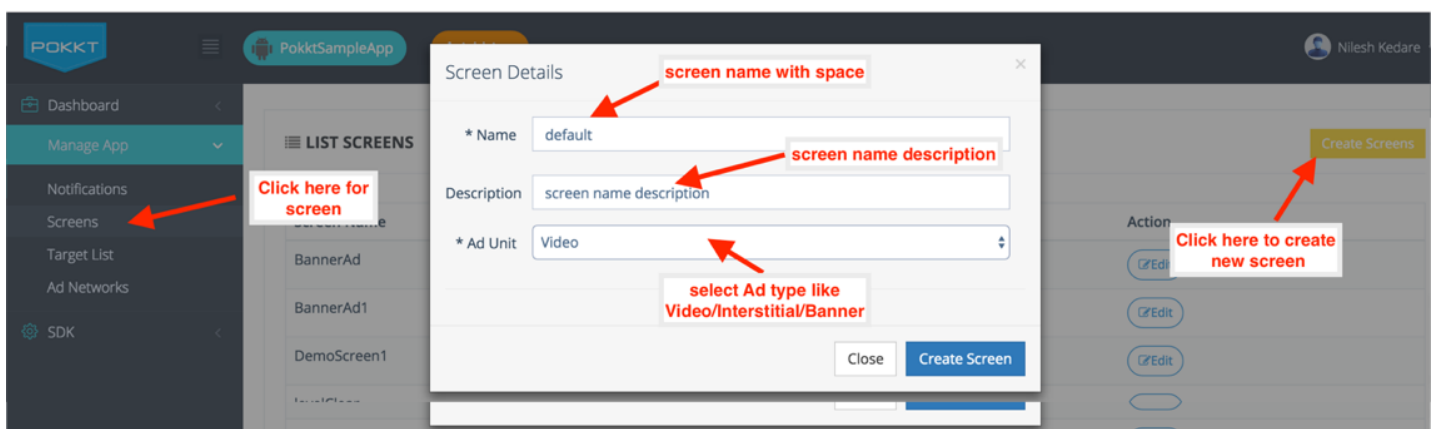 POKKT
PokktSampleApp
Nilesh Kedare
Screen Details
×
screen name with space
Dashboard
Manage App
Notifications
Screens
Target List
Ad Networks
SDK
Click here for
screen
LIST SCREENS
Create Screens
* Name
default
screen name description
Description
screen name description
* Ad Unit
Video
select Ad type like
Video/Interstitial/Banner
Close
Create Screen
Click here to create
new screen
Screen Name
Action
BannerAd
Edit
BannerAd1
Edit
DemoScreen1
Edit